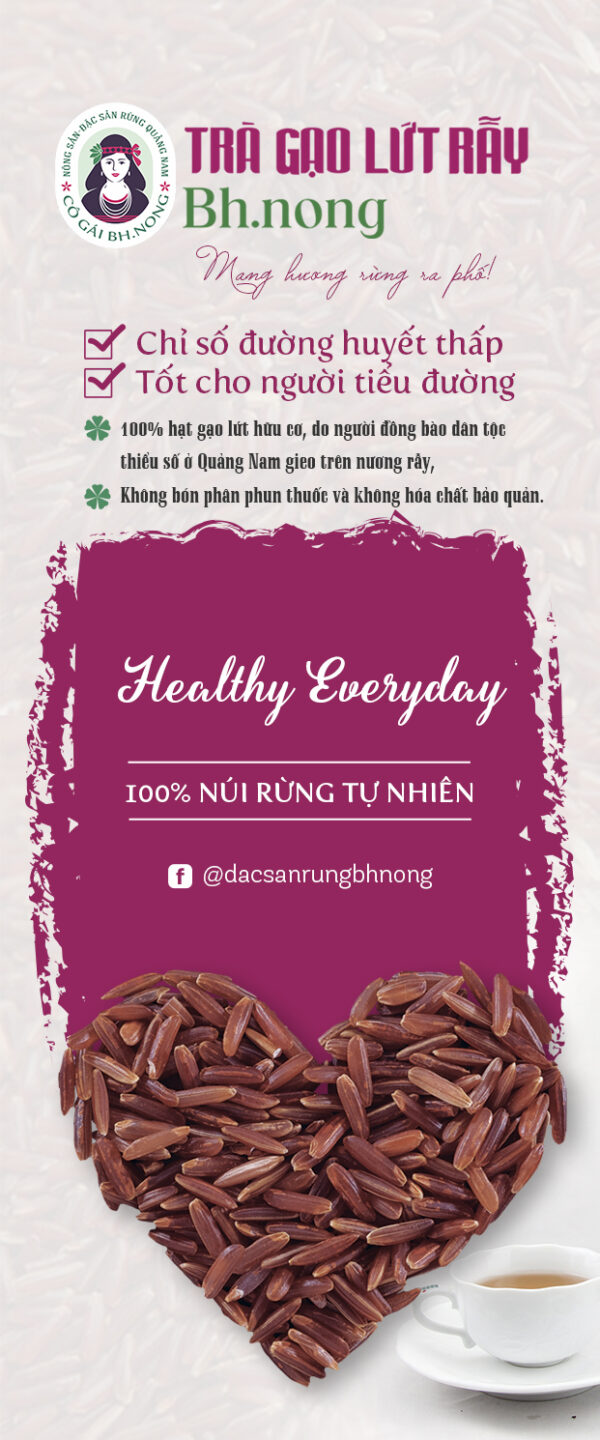 NÔNG SẢN-ĐẶC SẢN RỪNG QUẢNG NAM
CÔ GÁI BH.NONG
TRÀ GẠO LỨT RẪY
Bh.nong
Mang hương rừng ra phố!
Chỉ số đường huyết thấp
Tốt cho người tiểu đường
100% hạt gạo lứt hữu cơ, do người đồng bào dân tộc
thiểu số ở Quảng Nam gieo trên nương rẫy,
Không bón phân phun thuốc và không hóa chất bảo quản.
Healthy Everyday
100% NÚI RỪNG TỰ NHIÊN
f @dacsanrungbhnong